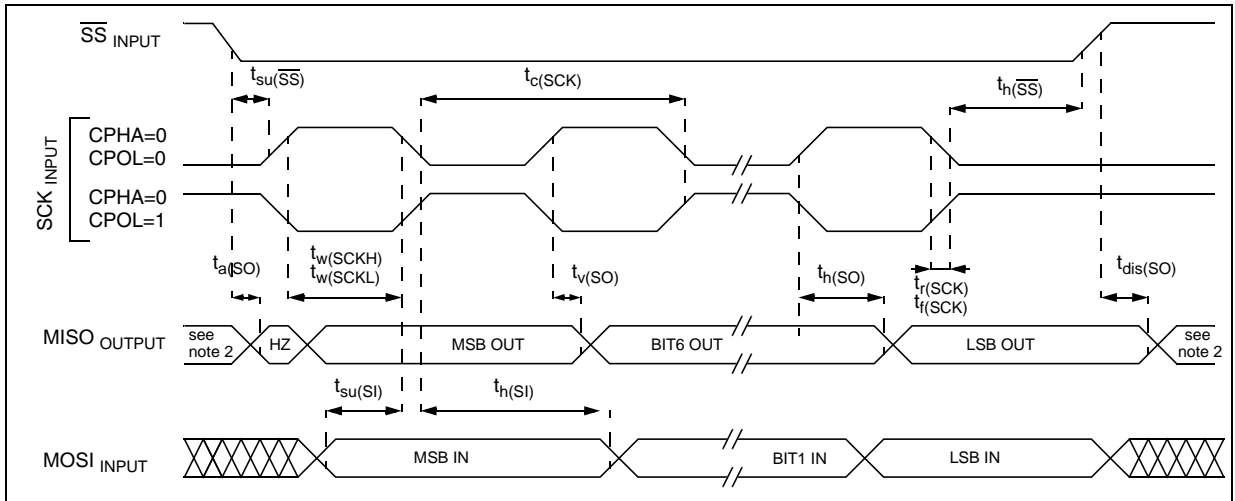 SS INPUT
tsu(SS)
tc(SCK)
th(SS)
SCK INPUT
CPHA=0
CPOL=0
CPHA=0
CPOL=1
ta(SO)
tw(SCKH)
tw(SCKL)
tv(SO)
th(SO)
tr(SCK)
tf(SCK)
tdis(SO)
MISO OUTPUT
see
note 2
HZ
MSB OUT
BIT6 OUT
LSB OUT
see
note 2
tsu(SI)
th(SI)
MOSI INPUT
MSB IN
BIT1 IN
LSB IN